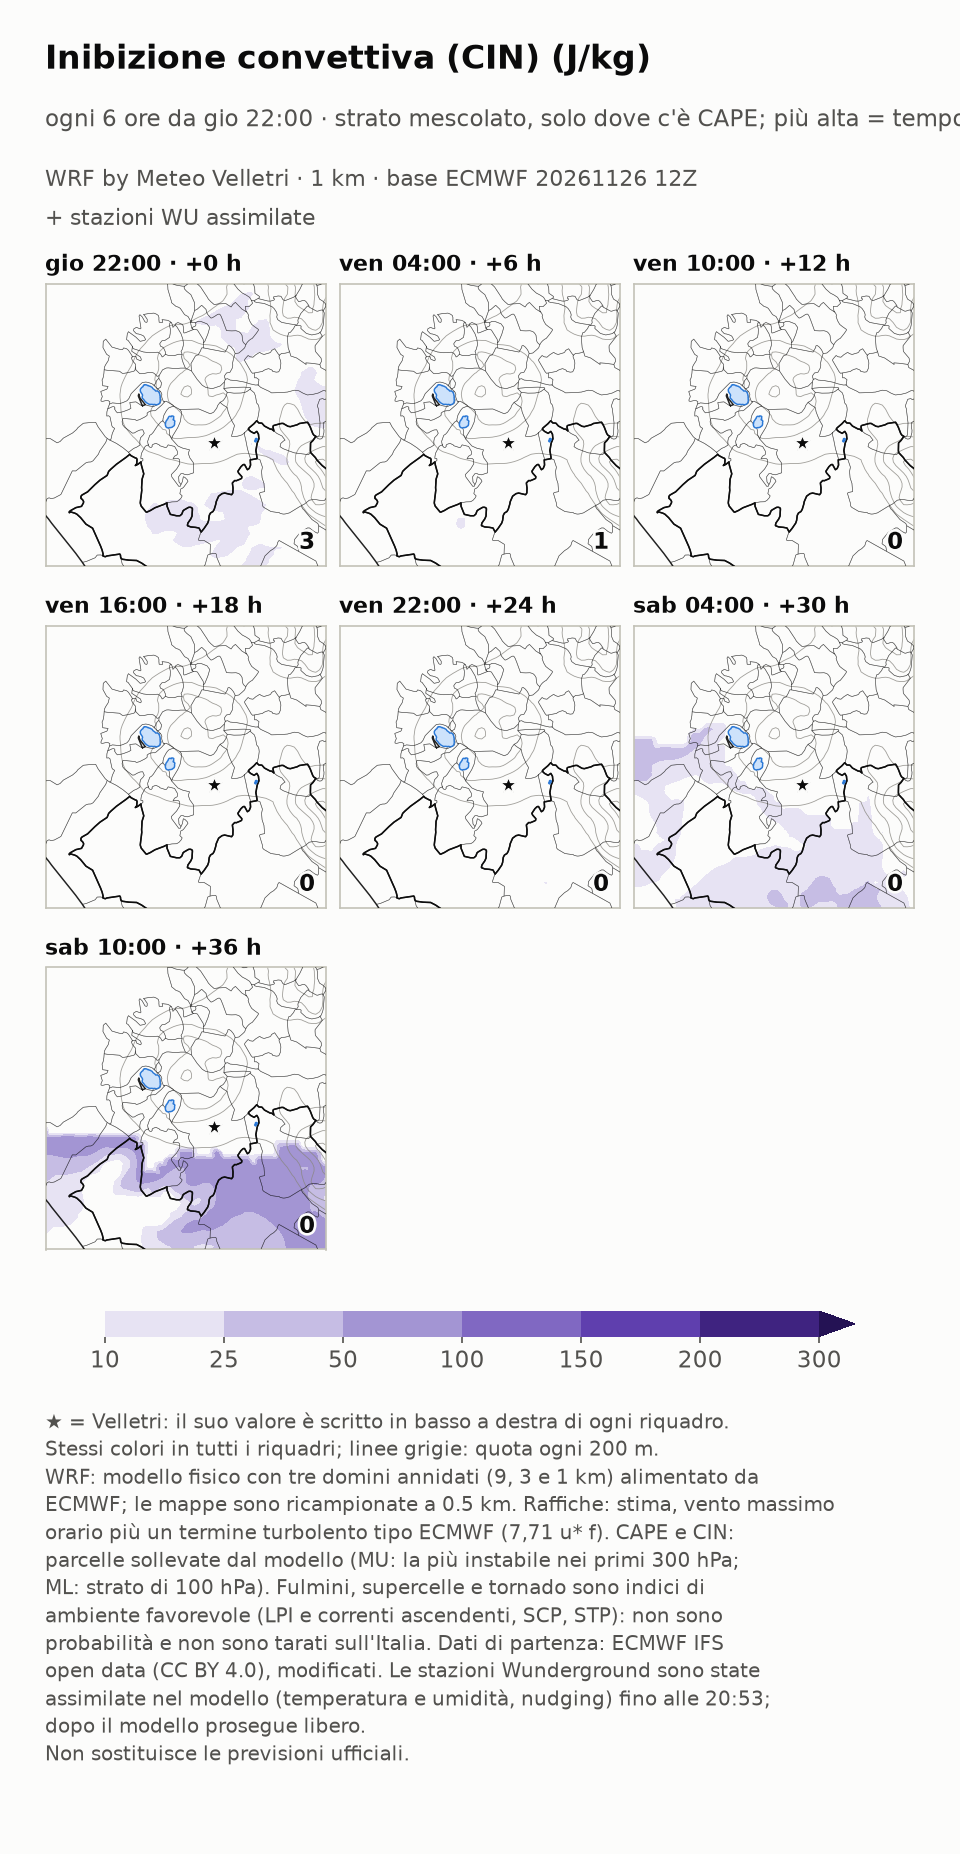 Inibizione convettiva (CIN) (J/kg)
ogni 6 ore da gio 22:00 · strato mescolato, solo dove c'è CAPE; più alta =
WRF by Meteo Velletri · 1 km · base ECMWF 20261126 12Z
+ stazioni WU assimilate
gio 22:00 · +0 h
ven 04:00 · +6 h
ven 10:00 · +12 h
3
1
0
ven 16:00 · +18 h
ven 22:00 · +24 h
sab 04:00 · +30 h
0
0
0
sab 10:00 · +36 h
0
10 25 50 100 150 200 300
★ = Velletri: il suo valore è scritto in basso a destra di ogni riquadro.
Stessi colori in tutti i riquadri; linee grigie: quota ogni 200 m.
WRF: modello fisico con tre domini annidati (9, 3 e 1 km) alimentato da
ECMWF; le mappe sono ricampionate a 0.5 km. Raffiche: stima, vento massimo
orario più un termine turbolento tipo ECMWF (7,71 u* f). CAPE e CIN:
parcelle sollevate dal modello (MU: la più instabile nei primi 300 hPa;
ML: strato di 100 hPa). Fulmini, supercelle e tornado sono indici di
ambiente favorevole (LPI e correnti ascendenti, SCP, STP): non sono
probabilità e non sono tarati sull'Italia. Dati di partenza: ECMWF IFS
open data (CC BY 4.0), modificati. Le stazioni Wunderground sono state
assimilate nel modello (temperatura e umidità, nudging) fino alle 20:53;
dopo il modello prosegue libero.
Non sostituisce le previsioni ufficiali.